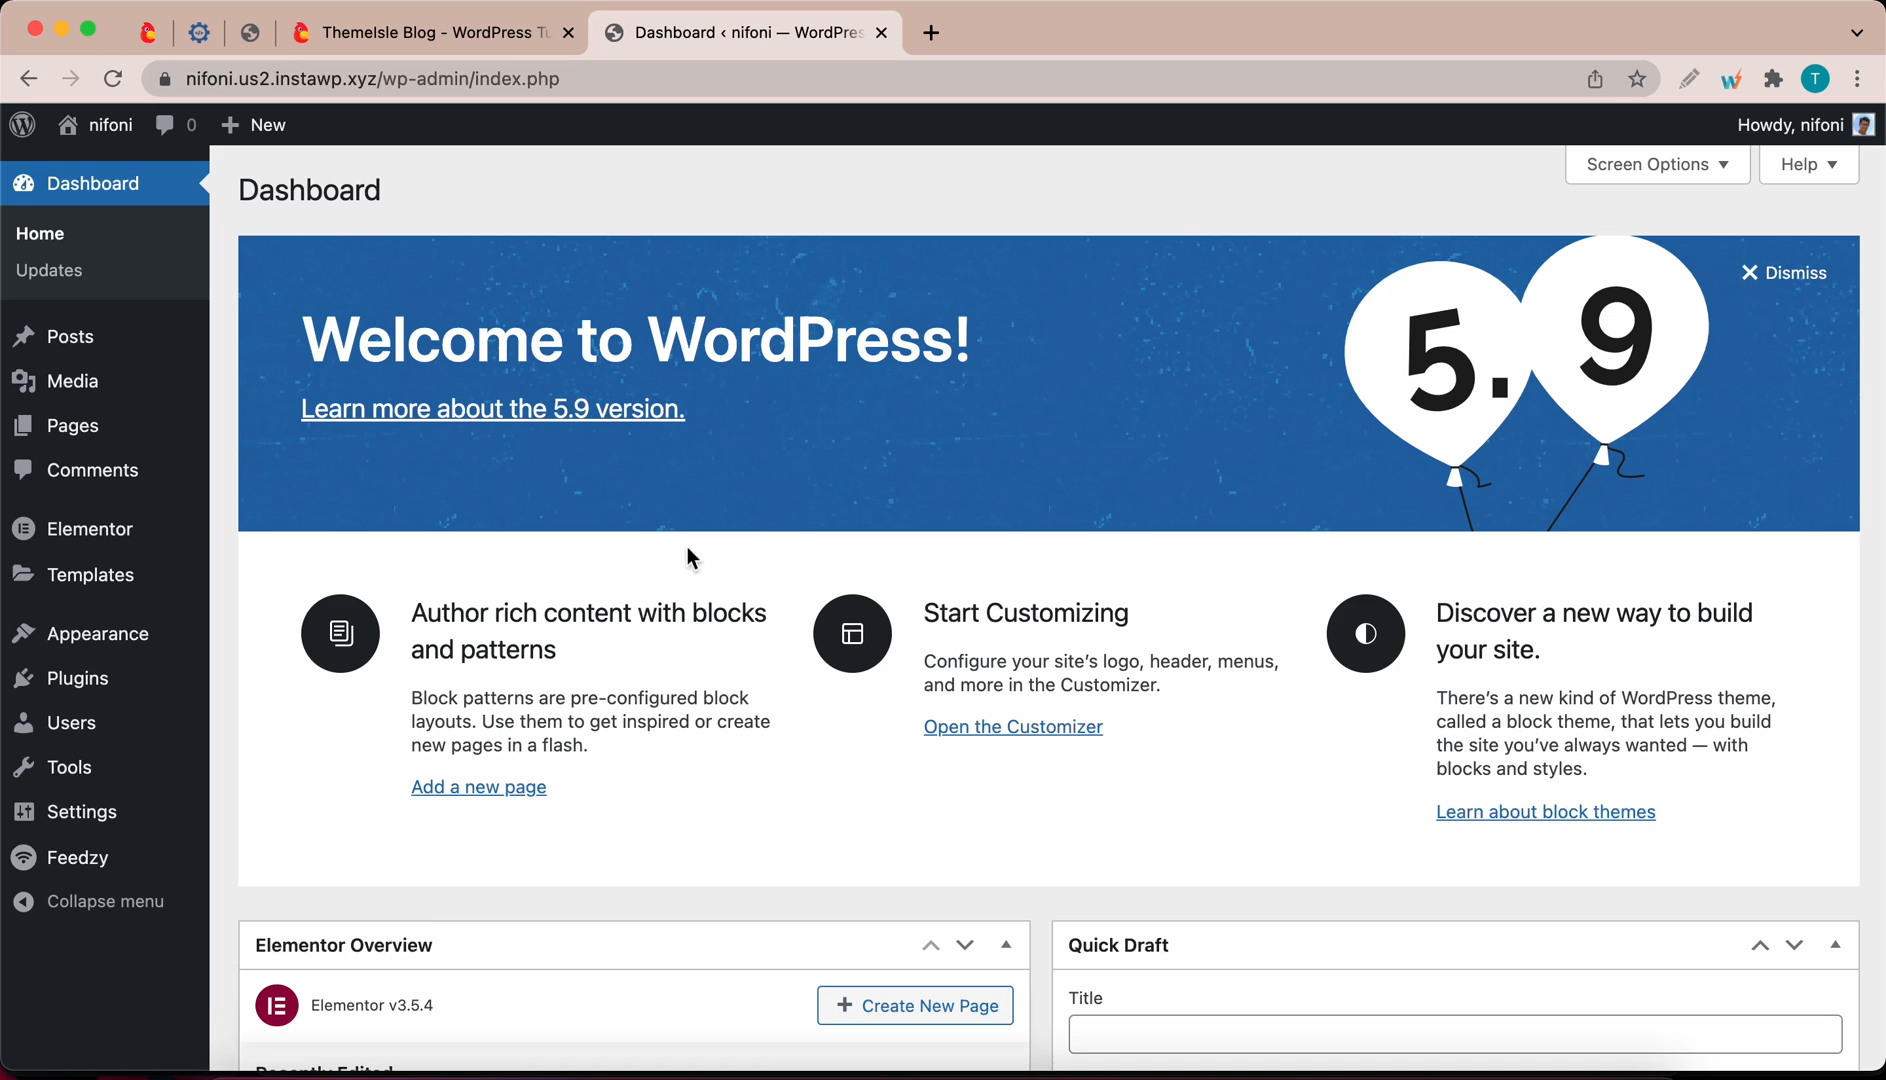 ThemeIsle Blog - WordPress Tu
Dashboard ‹ nifoni — WordPres
nifoni.us2.instawp.xyz/wp-admin/index.php
T
nifoni
0
New
Howdy, nifoni
Dashboard
Home
Updates
Posts
Media
Pages
Comments
Elementor
Templates
Appearance
Plugins
Users
Tools
Settings
Feedzy
Collapse menu
Dashboard
Screen Options
Help
Dismiss
Welcome to WordPress!
Learn more about the 5.9 version.
5.9
Author rich content with blocks
and patterns
Block patterns are pre-configured block
layouts. Use them to get inspired or create
new pages in a flash.
Add a new page
Start Customizing
Configure your site’s logo, header, menus,
and more in the Customizer.
Open the Customizer
Discover a new way to build
your site.
There’s a new kind of WordPress theme,
called a block theme, that lets you build
the site you’ve always wanted — with
blocks and styles.
Learn about block themes
Elementor Overview
Elementor v3.5.4
Create New Page
Recently Edited
Quick Draft
Title